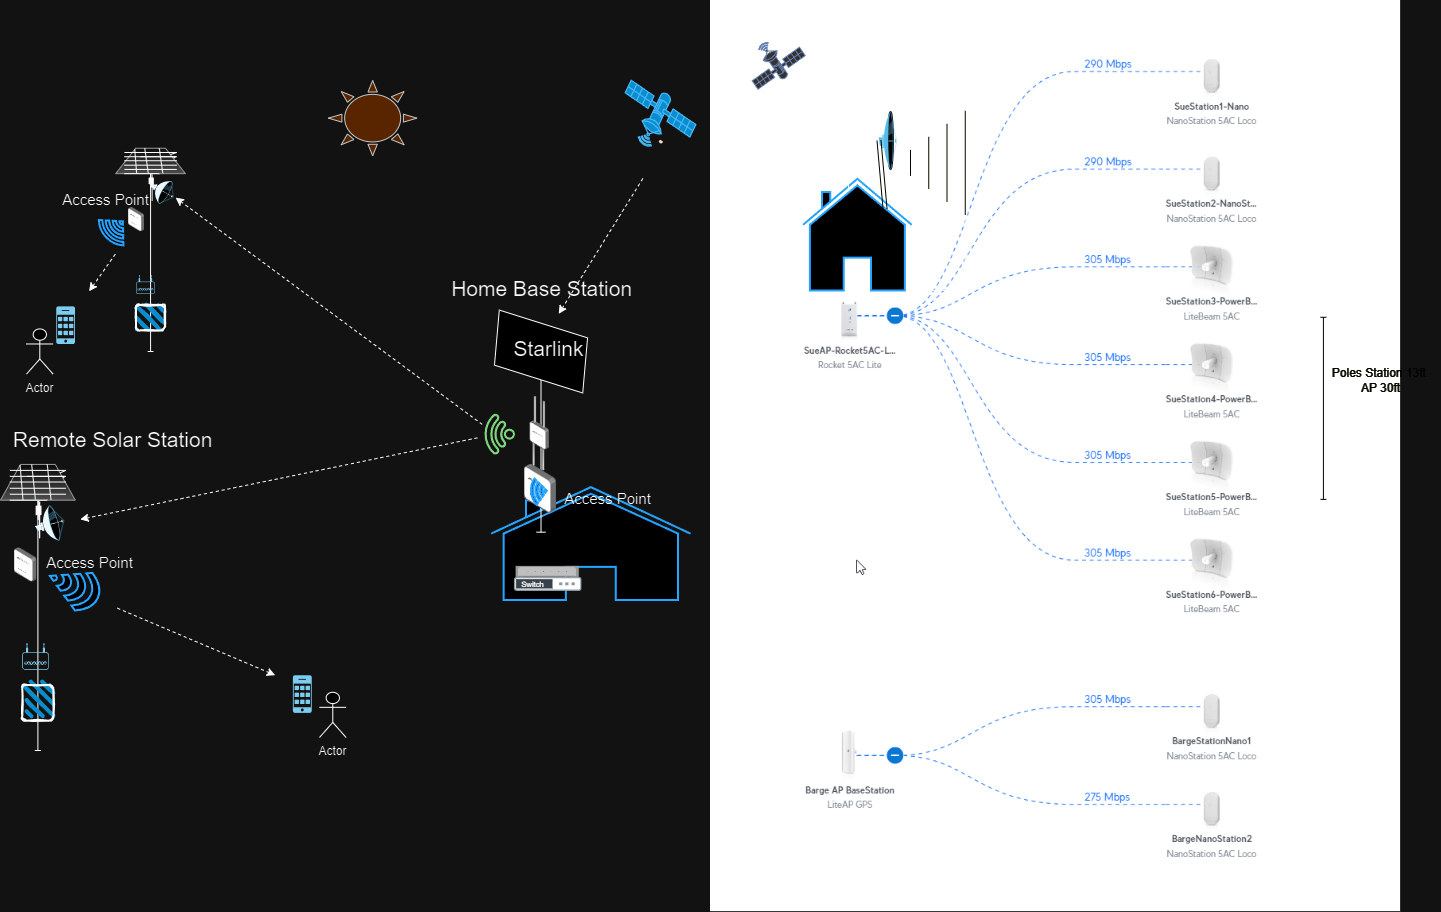 Access Point
Actor
Remote Solar Station
Access Point
Actor
Home Base Station
Starlink
Access Point
Switch
SueAP-Rocket5AC-L...
Rocket 5AC Lite
290 Mbps
SueStation1-Nano
NanoStation 5AC Loco
290 Mbps
SueStation2-NanoSt...
NanoStation 5AC Loco
305 Mbps
SueStation3-PowerB...
LiteBeam 5AC
305 Mbps
SueStation4-PowerB...
LiteBeam 5AC
305 Mbps
SueStation5-PowerB...
LiteBeam 5AC
305 Mbps
SueStation6-PowerB...
LiteBeam 5AC
Poles Station 13ft
AP 30ft
Barge AP BaseStation
LiteAP GPS
305 Mbps
BargeStationNano1
NanoStation 5AC Loco
275 Mbps
BargeNanoStation2
NanoStation 5AC Loco